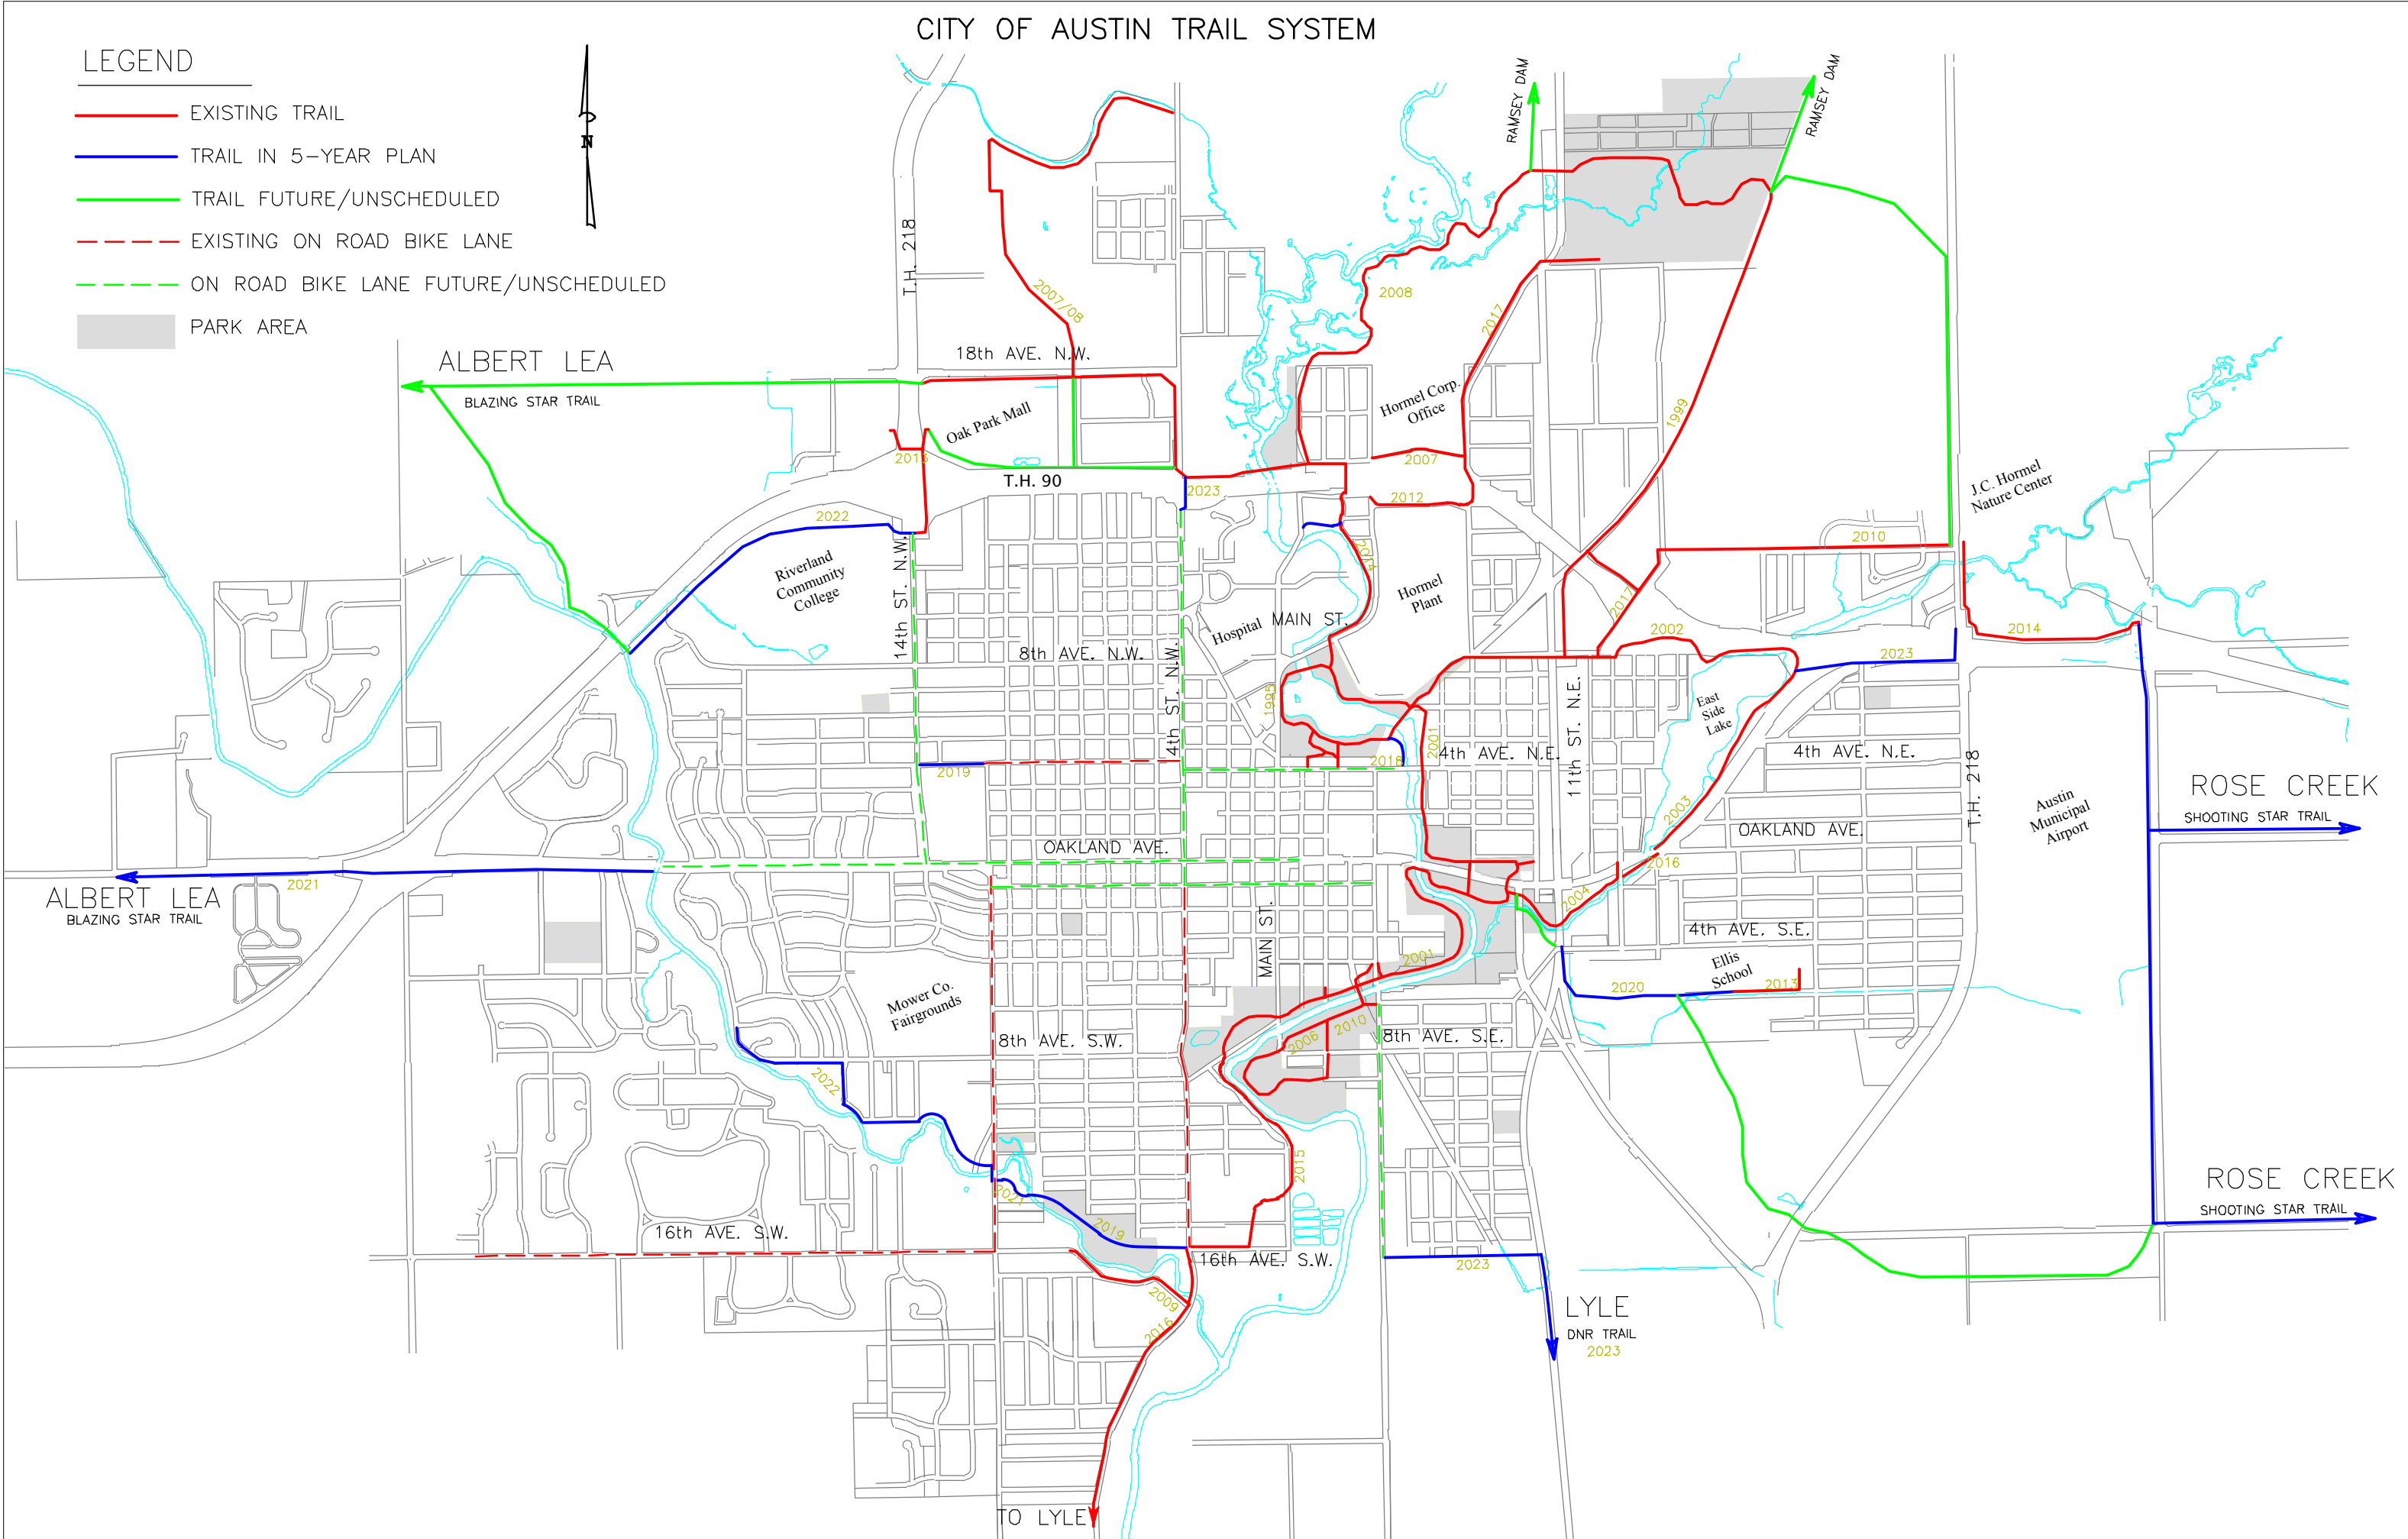 CITY OF AUSTIN TRAIL SYSTEM
LEGEND
EXISTING TRAIL
TRAIL IN 5-YEAR PLAN
TRAIL FUTURE/UNSCHEDULED
EXISTING ON ROAD BIKE LANE
ON ROAD BIKE LANE FUTURE/UNSCHEDULED
PARK AREA
N
RAMSEY DAM
RAMSEY DAM
T.H. 218
2007/08
2008
2017
18th AVE. N.W.
ALBERT LEA
BLAZING STAR TRAIL
Oak Park Mall
Hormel Corp.
Office
1999
2013
2007
T.H. 90
2023
2012
J.C. Hormel
Nature Center
2022
2010
14th ST. N.W.
Riverland
Community
College
2014
Hormel
Plant
2017
Hospital
MAIN ST.
8th AVE. N.W.
4th ST. N.W.
2002
2014
2023
1995
11th ST. N.E.
East
Side
Lake
2001
4th AVE. N.E.
4th AVE. N.E.
2018
2019
T.H. 218
ROSE CREEK
SHOOTING STAR TRAIL
Austin
Municipal
Airport
2003
OAKLAND AVE.
OAKLAND AVE.
2016
2021
ALBERT LEA
BLAZING STAR TRAIL
2004
MAIN ST.
4th AVE. S.E.
2001
Ellis
School
2013
2020
Mower Co.
Fairgrounds
8th AVE. S.W.
2006
2010
8th AVE. S.E.
2022
2015
2021
ROSE CREEK
SHOOTING STAR TRAIL
16th AVE. S.W.
2019
16th AVE. S.W.
2023
2009
2016
LYLE
DNR TRAIL
2023
TO LYLE